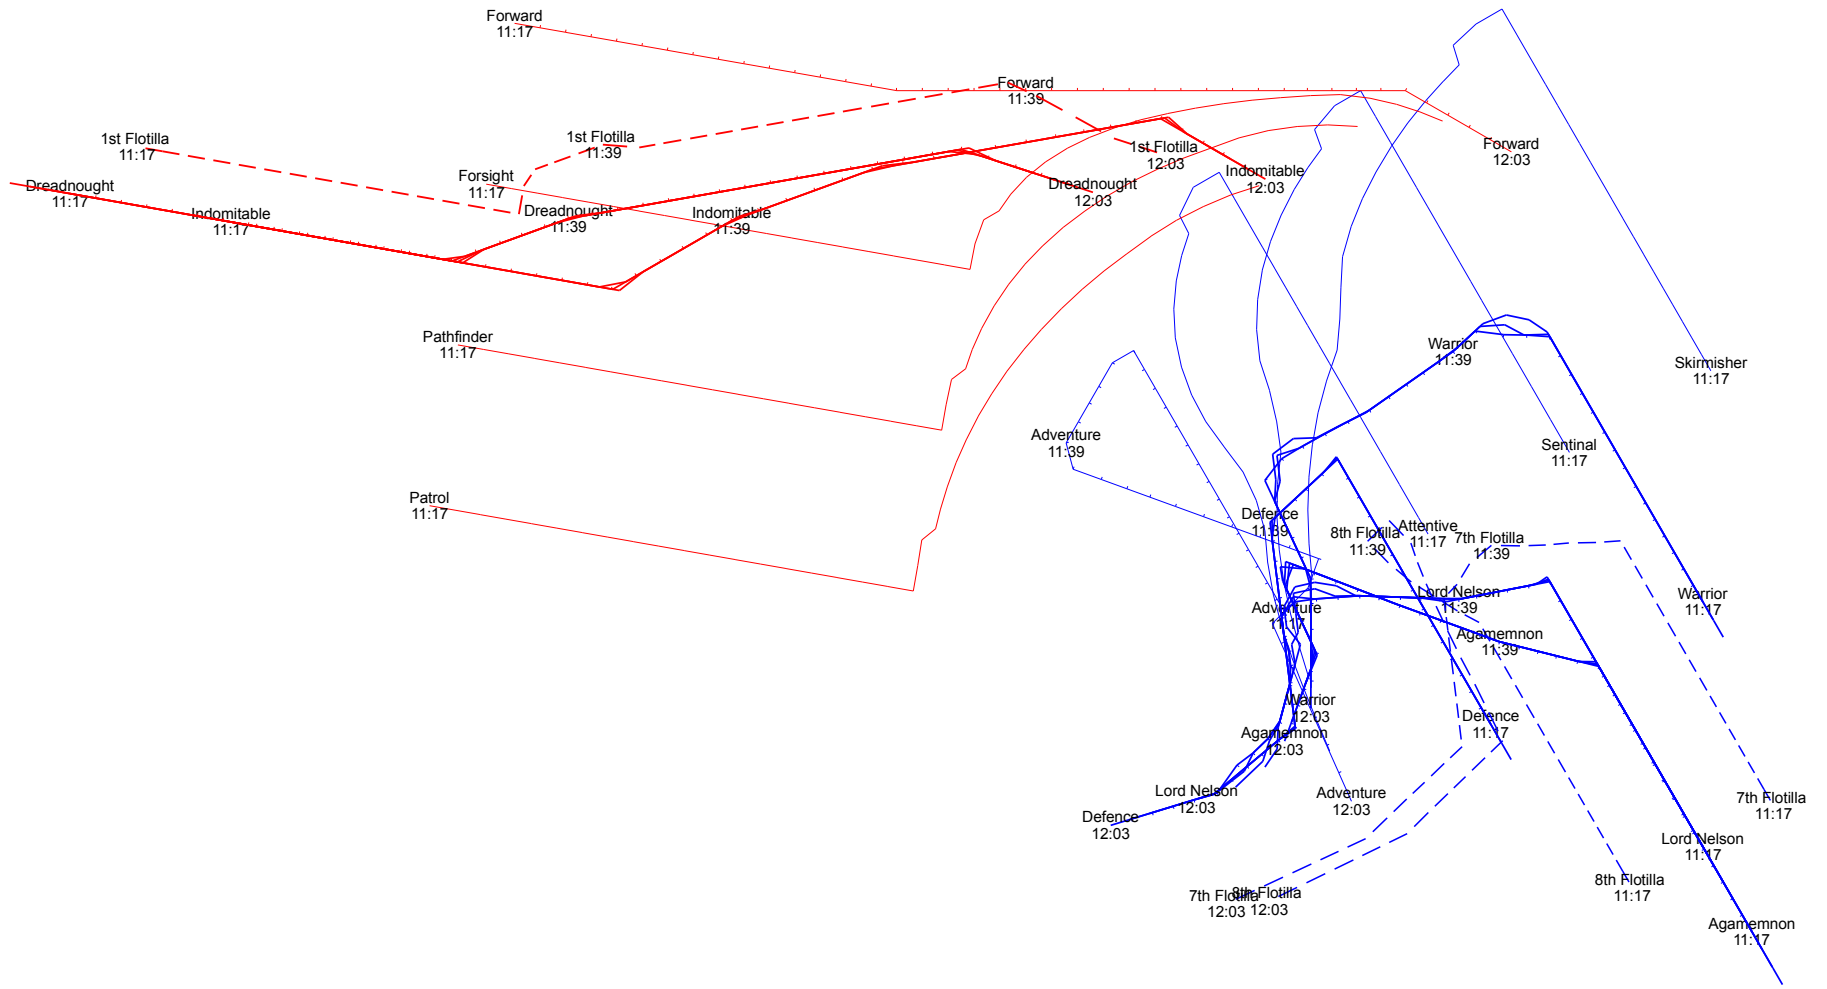 Forward
11:17
Forward
11:39
1st Flotilla
11:17
1st Flotilla
11:39
1st Flotilla
12:03
Forward
12:03
Forsight
11:17
Indomitable
12:03
Dreadnought
11:17
Dreadnought
12:03
Indomitable
11:17
Dreadnought
11:39
Indomitable
11:39
Pathfinder
11:17
Warrior
11:39
Skirmisher
11:17
Adventure
11:39
Sentinal
11:17
Patrol
11:17
Defence
11:39
8th Flotilla
11:39
Attentive
11:17
7th Flotilla
11:39
Lord Nelson
11:39
Warrior
11:17
Adventure
11:17
Agamemnon
11:39
Warrior
12:03
Defence
11:17
Agamemnon
12:03
Lord Nelson
12:03
Adventure
12:03
7th Flotilla
11:17
Defence
12:03
Lord Nelson
11:17
8th Flotilla
11:17
7th Flotilla
12:03
8th Flotilla
12:03
Agamemnon
11:17